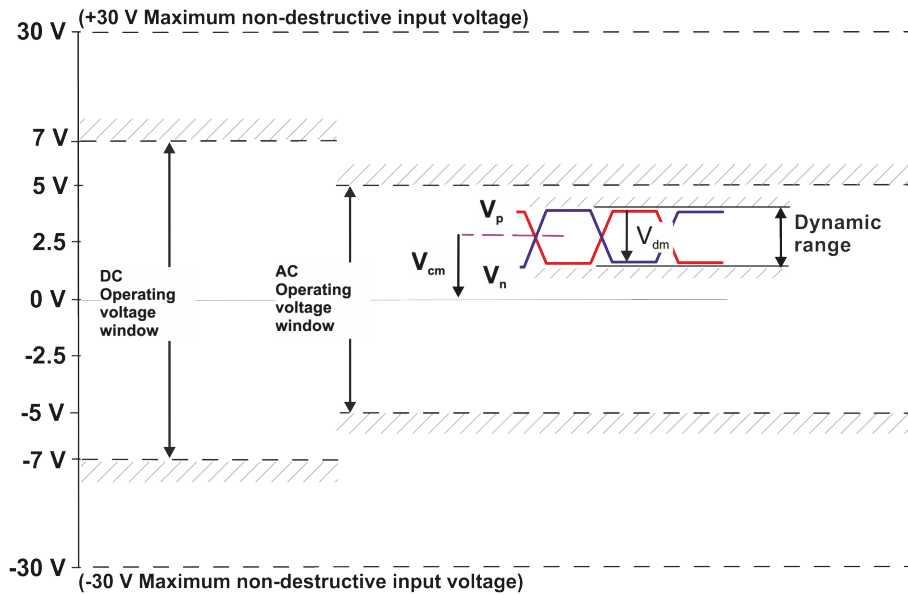 (+30 V Maximum non-destructive input voltage)
30 V
7 V
5 V
Vp
Dynamic
range
Vdm
2.5
Vcm
Vn
DC
Operating
voltage
window
AC
Operating
voltage
window
0 V
-2.5
-5 V
-7 V
-30 V
(-30 V Maximum non-destructive input voltage)